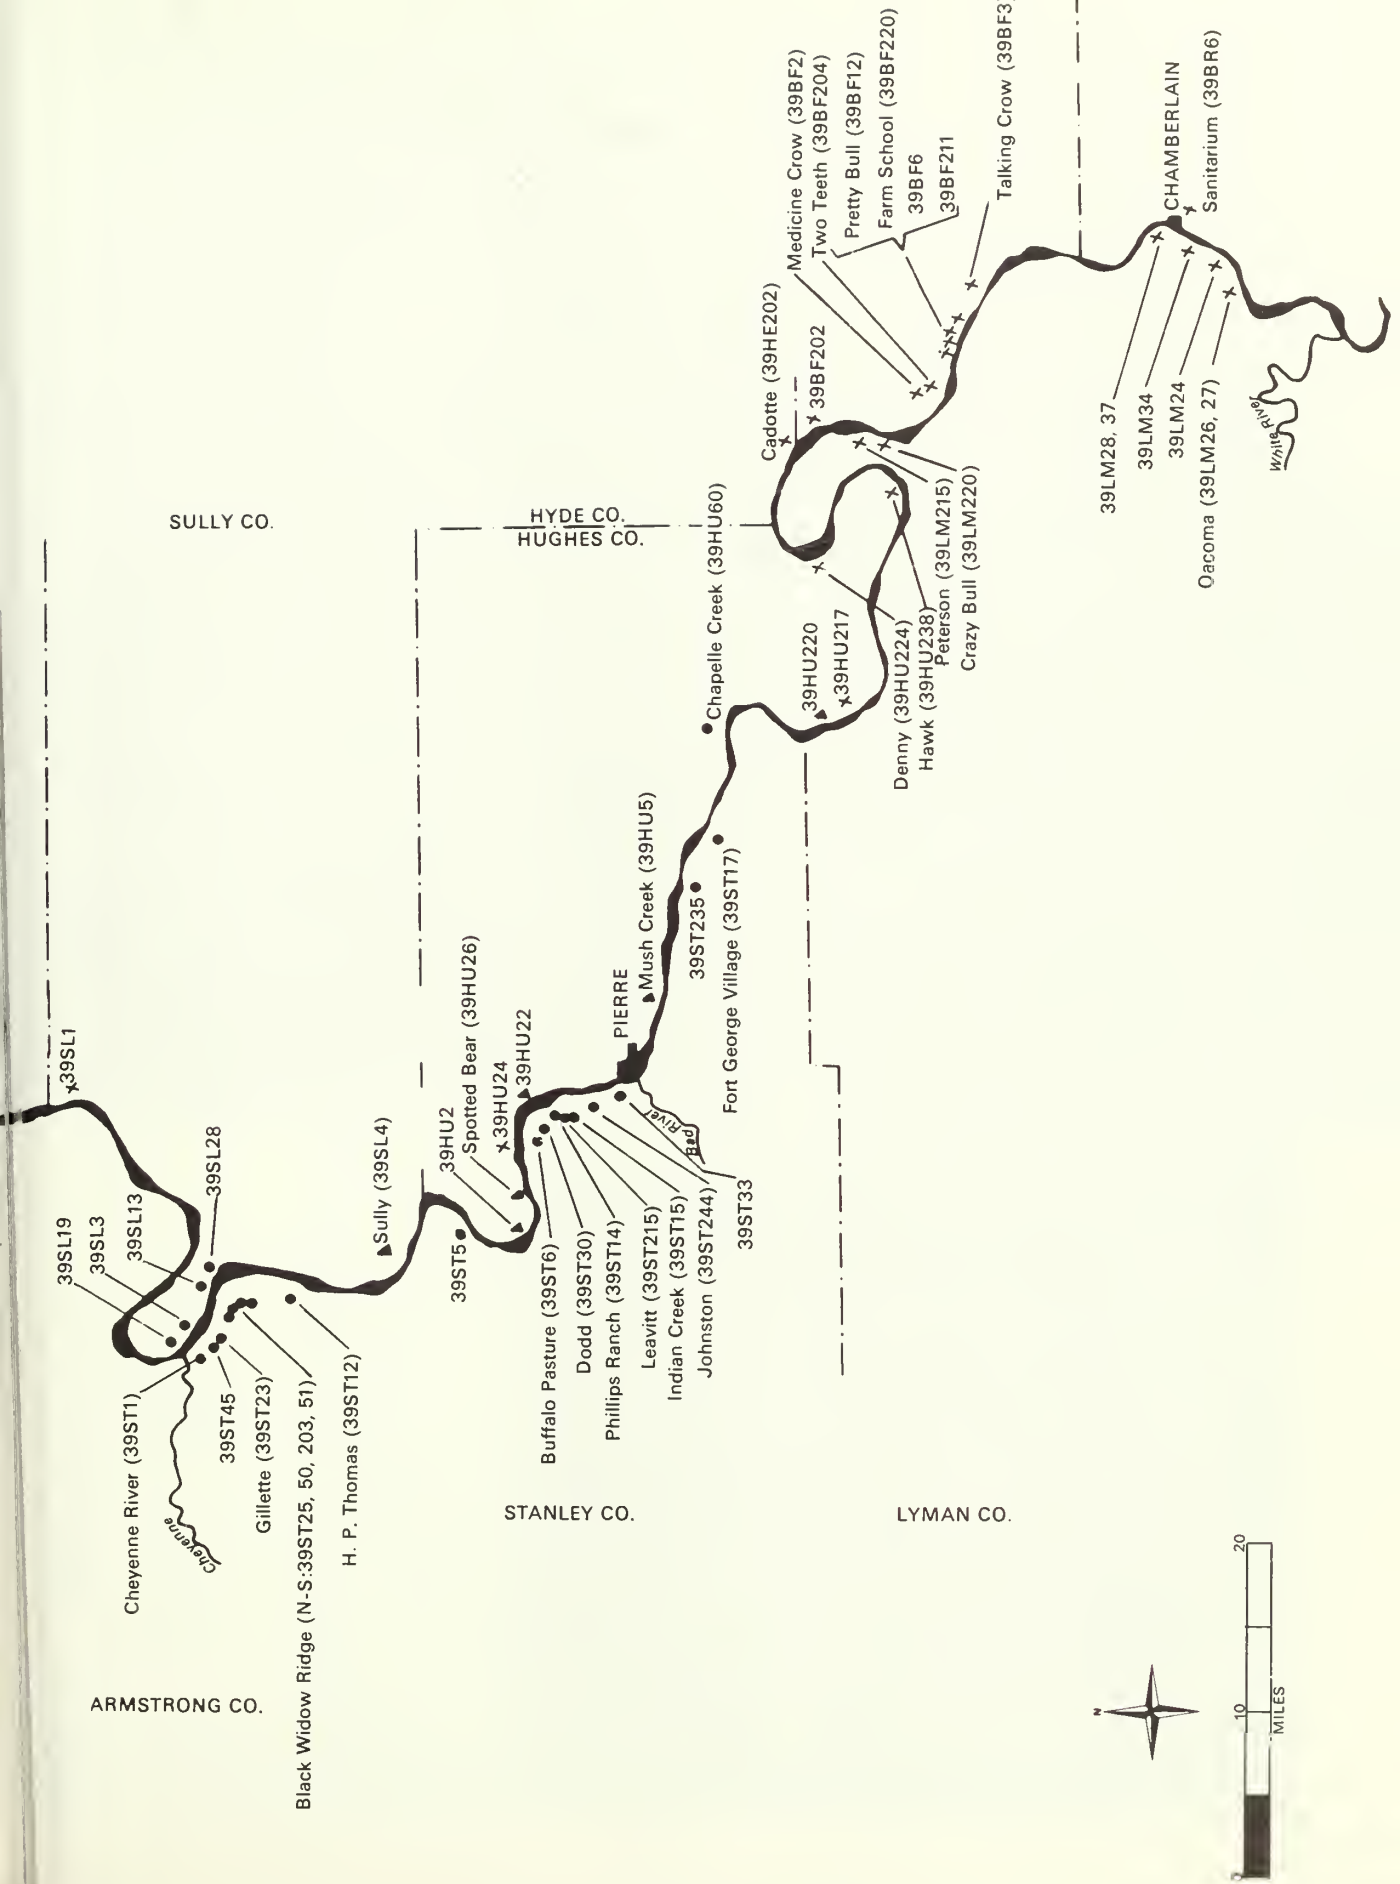 SULLY CO.
39SL1
39SL19
39SL3
39SL13
39SL28
Sully (39SL4)
Cheyenne River (39ST1)
Cheyenne
39ST45
Gillette (39ST23)
Black Widow Ridge (N-S:39ST25, 50, 203, 51)
H. P. Thomas (39ST12)
ARMSTRONG CO.
HYDE CO.
HUGHES CO.
39HU2
Spotted Bear (39HU26)
39HU24
39HU22
39ST5
Buffalo Pasture (39ST6)
Dodd (39ST30)
Phillips Ranch (39ST14)
Leavitt (39ST215)
Indian Creek (39ST15)
Johnston (39ST244)
39ST33
Bad River
PIERRE
Mush Creek (39HU5)
39ST235
Fort George Village (39ST17)
Chapelle Creek (39HU60)
39HU220
39HU217
Denny (39HU224)
Hawk (39HU238)
Peterson (39LM215)
Crazy Bull (39LM220)
Cadotte (39HE202)
39BF202
Medicine Crow (39BF2)
Two Teeth (39BF204)
Pretty Bull (39BF12)
Farm School (39BF220)
39BF6
39BF211
Talking Crow (39BF3)
CHAMBERLAIN
Sanitarium (39BR6)
39LM28, 37
39LM34
39LM24
Oacoma (39LM26, 27)
White River
STANLEY CO.
LYMAN CO.
N
0 10 20
MILES